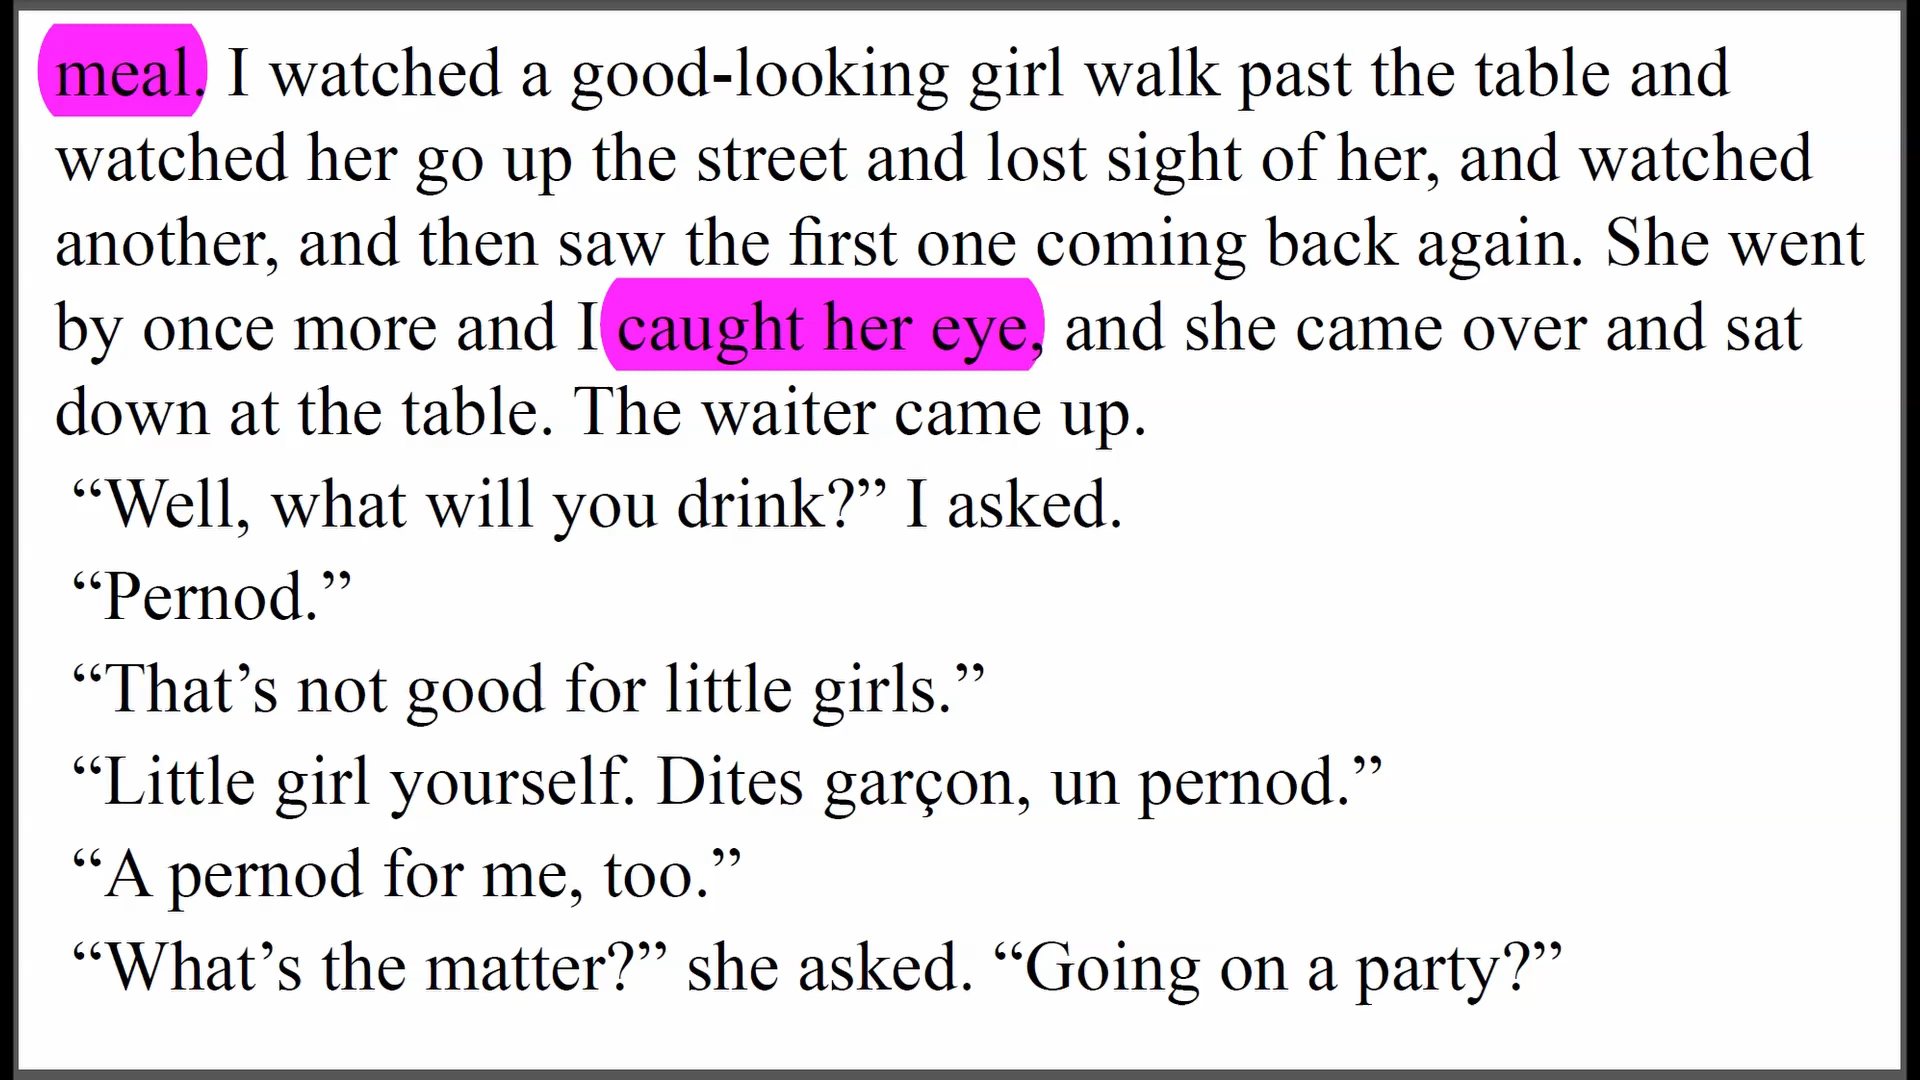 meal. I watched a good-looking girl walk past the table and
watched her go up the street and lost sight of her, and watched
another, and then saw the first one coming back again. She went
by once more and I caught her eye, and she came over and sat
down at the table. The waiter came up.
“Well, what will you drink?” I asked.
“Pernod.”
“That’s not good for little girls.”
“Little girl yourself. Dites garçon, un pernod.”
“A pernod for me, too.”
“What’s the matter?” she asked. “Going on a party?”